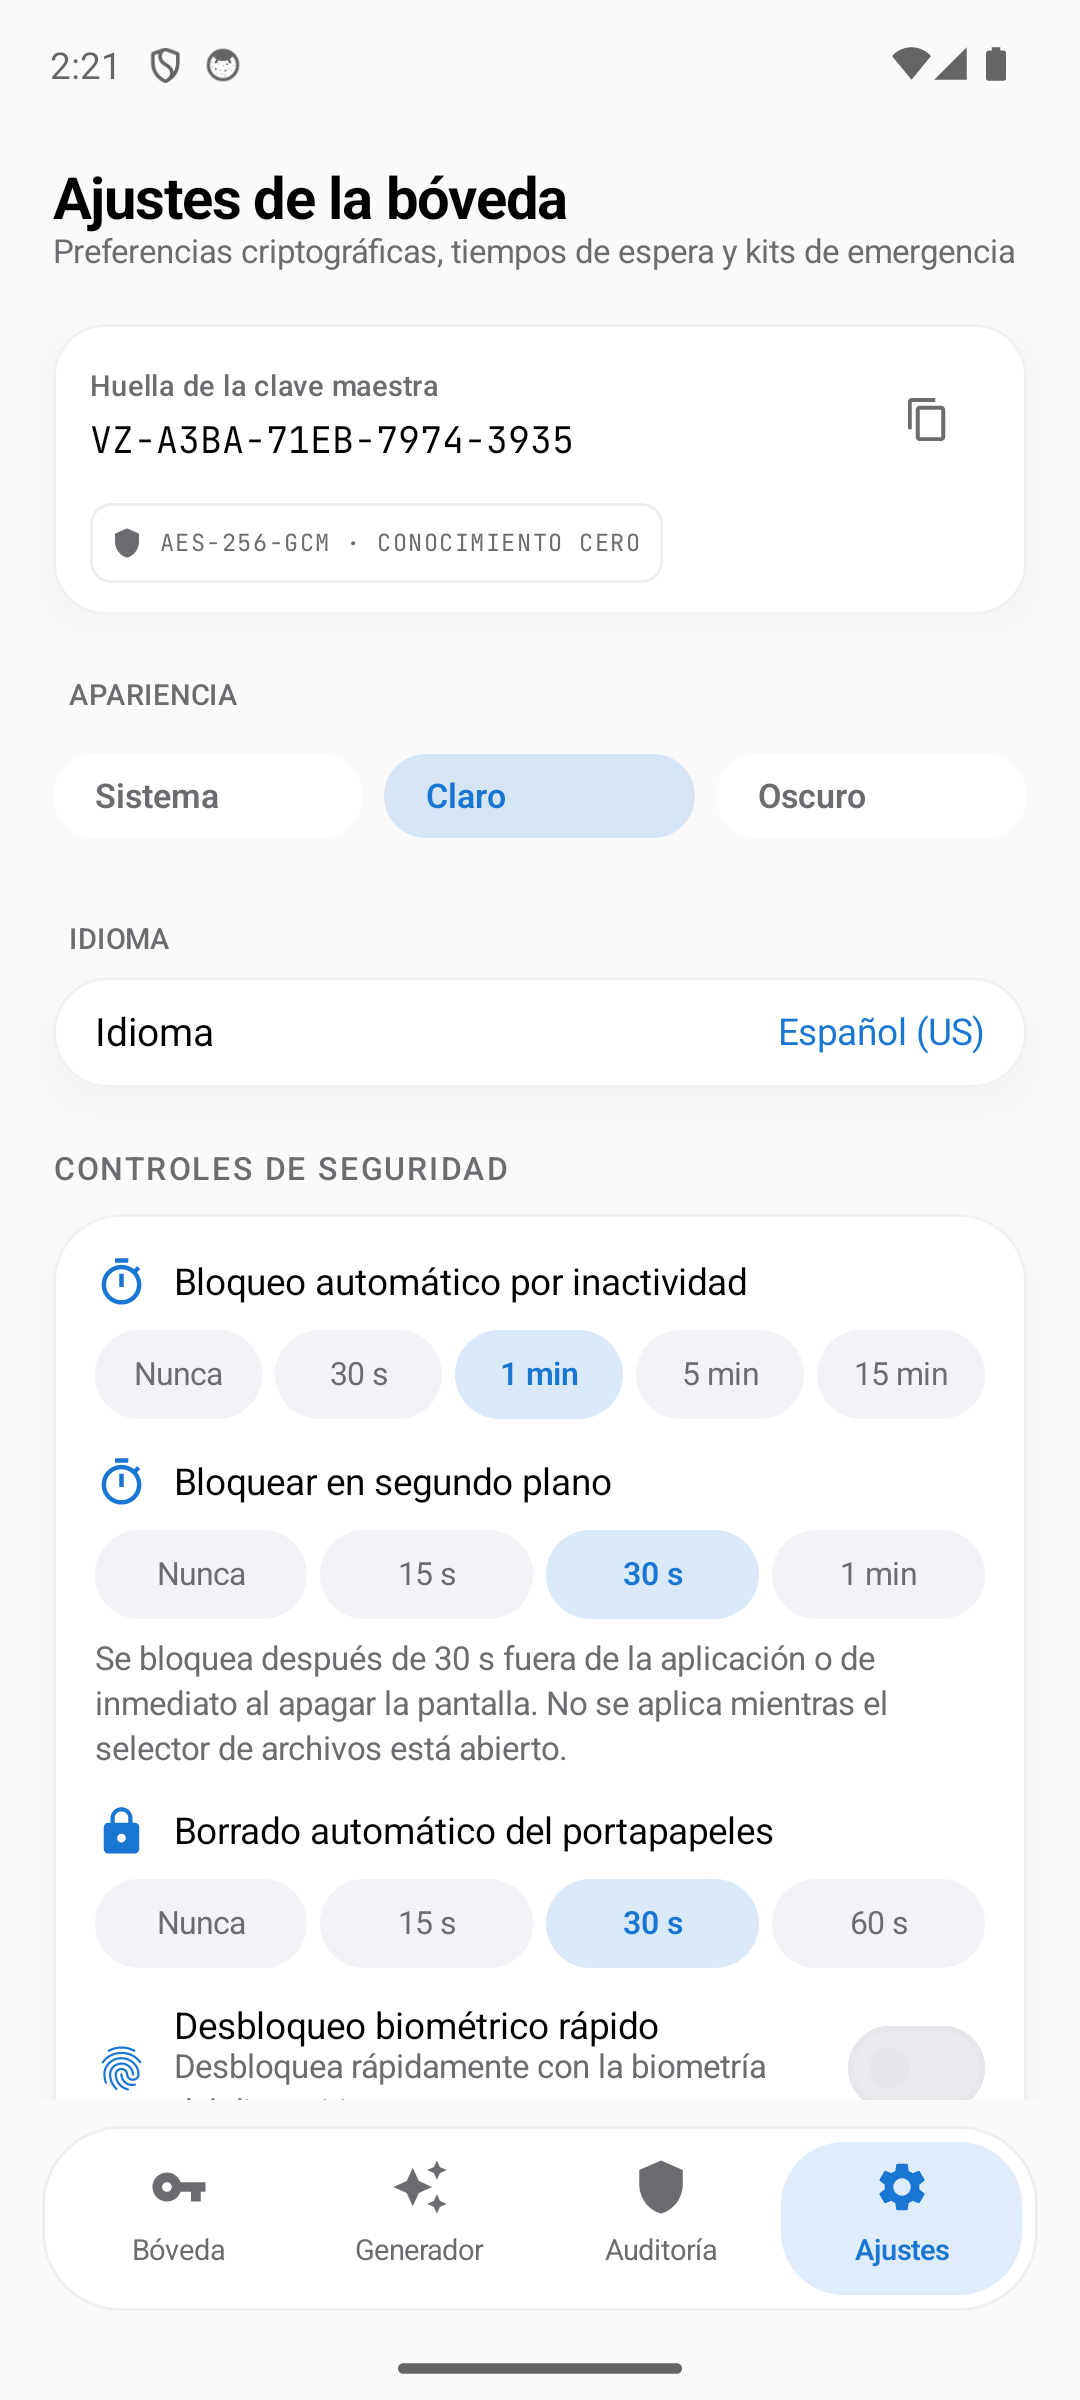 2:21
Ajustes de la bóveda
Preferencias criptográficas, tiempos de espera y kits de emergencia
Huella de la clave maestra
VZ-A3BA-71EB-7974-3935
AES-256-GCM · CONOCIMIENTO CERO
APARIENCIA
Sistema Claro Oscuro
IDIOMA
Idioma Español (US)
CONTROLES DE SEGURIDAD
Bloqueo automático por inactividad
Nunca 30 s 1 min 5 min 15 min
Bloquear en segundo plano
Nunca 15 s 30 s 1 min
Se bloquea después de 30 s fuera de la aplicación o de
inmediato al apagar la pantalla. No se aplica mientras el
selector de archivos está abierto.
Borrado automático del portapapeles
Nunca 15 s 30 s 60 s
Desbloqueo biométrico rápido
Desbloquea rápidamente con la biometría
Bóveda Generador Auditoría Ajustes